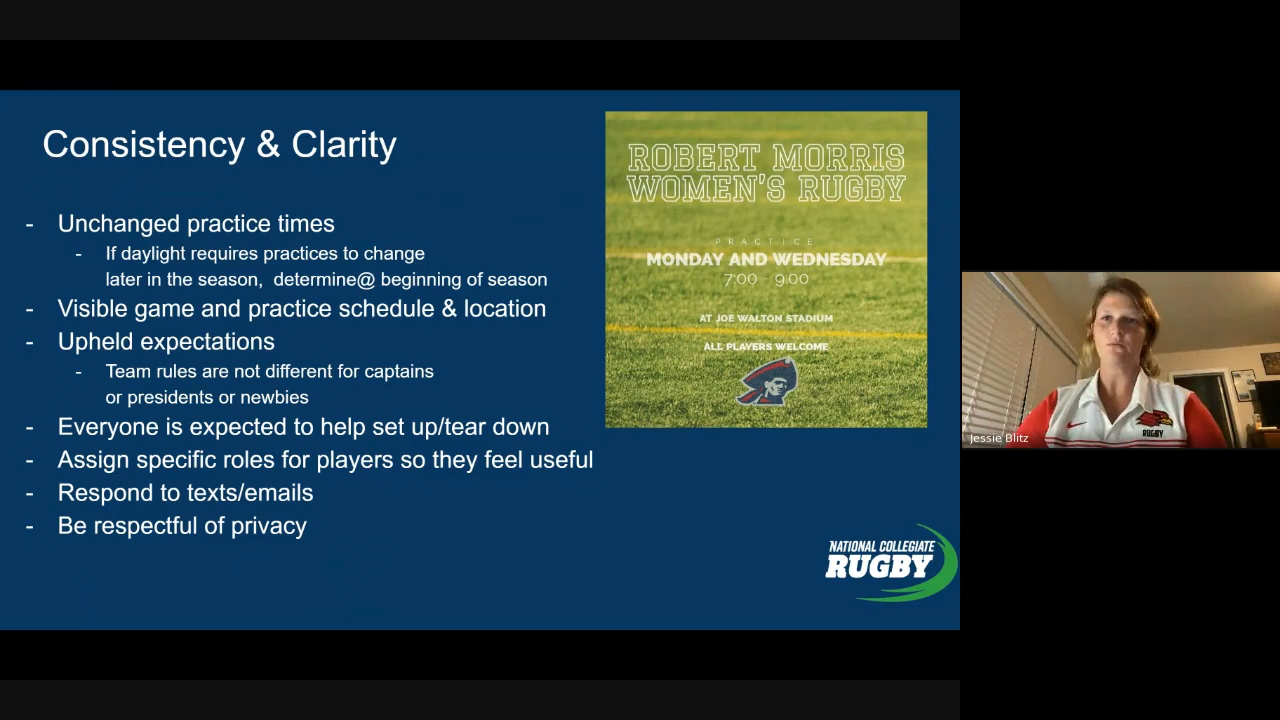 Consistency & Clarity
- Unchanged practice times
- If daylight requires practices to change
later in the season, determine@ beginning of season
- Visible game and practice schedule & location
- Upheld expectations
- Team rules are not different for captains
or presidents or newbies
- Everyone is expected to help set up/tear down
- Assign specific roles for players so they feel useful
- Respond to texts/emails
- Be respectful of privacy
ROBERT MORRIS
WOMEN'S RUGBY
PRACTICE
MONDAY AND WEDNESDAY
7:00 - 9:00
AT JOE WALTON STADIUM
ALL PLAYERS WELCOME
NATIONAL COLLEGIATE
RUGBY
Jessie Blitz
RUGBY